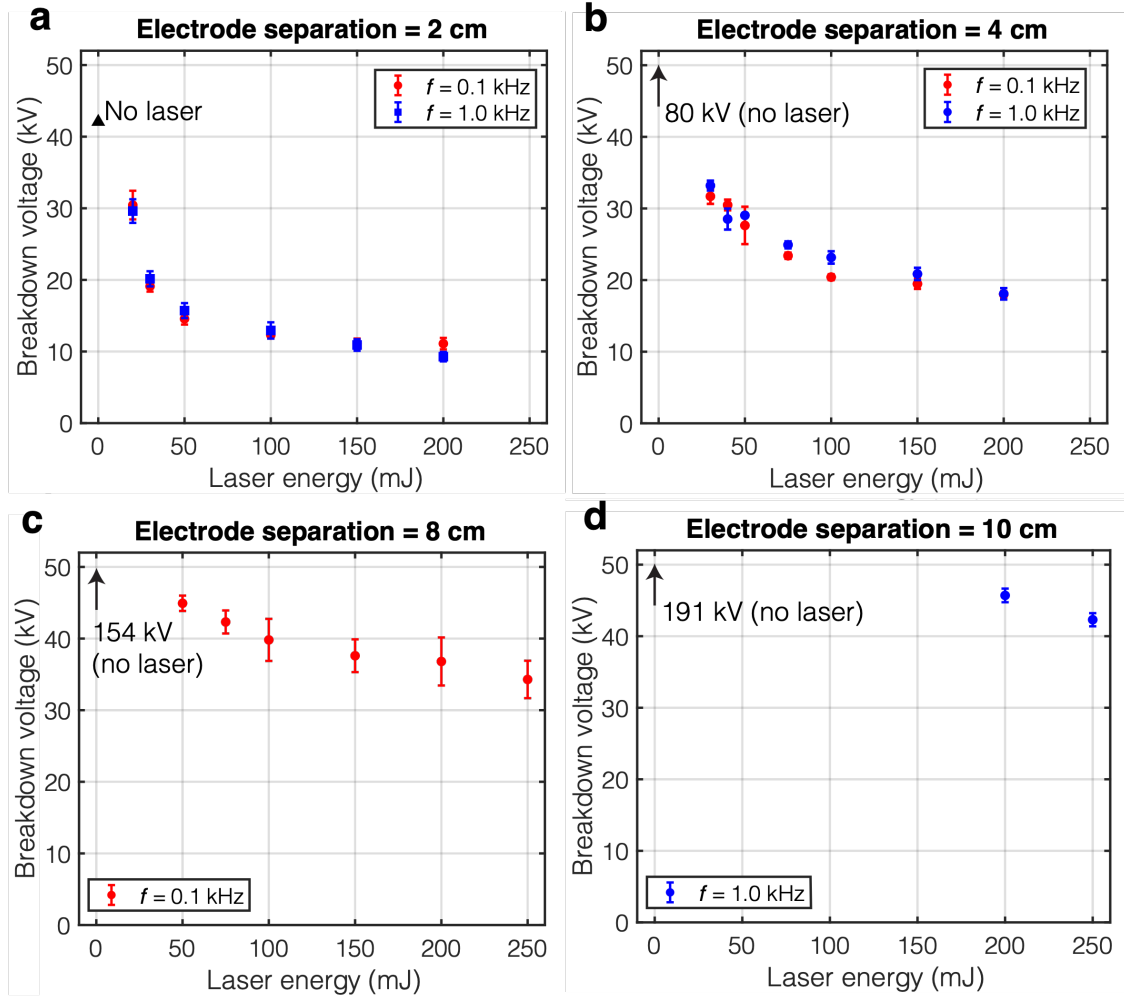 a
Electrode separation = 2 cm
Breakdown voltage (kV)
50
40
30
20
10
0
No laser
f = 0.1 kHz
f = 1.0 kHz
0 50 100 150 200 250
Laser energy (mJ)
b
Electrode separation = 4 cm
Breakdown voltage (kV)
50
40
30
20
10
0
80 kV (no laser)
f = 0.1 kHz
f = 1.0 kHz
0 50 100 150 200 250
Laser energy (mJ)
c
Electrode separation = 8 cm
Breakdown voltage (kV)
50
40
30
20
10
0
154 kV
(no laser)
f = 0.1 kHz
0 50 100 150 200 250
Laser energy (mJ)
d
Electrode separation = 10 cm
Breakdown voltage (kV)
50
40
30
20
10
0
191 kV (no laser)
f = 1.0 kHz
0 50 100 150 200 250
Laser energy (mJ)